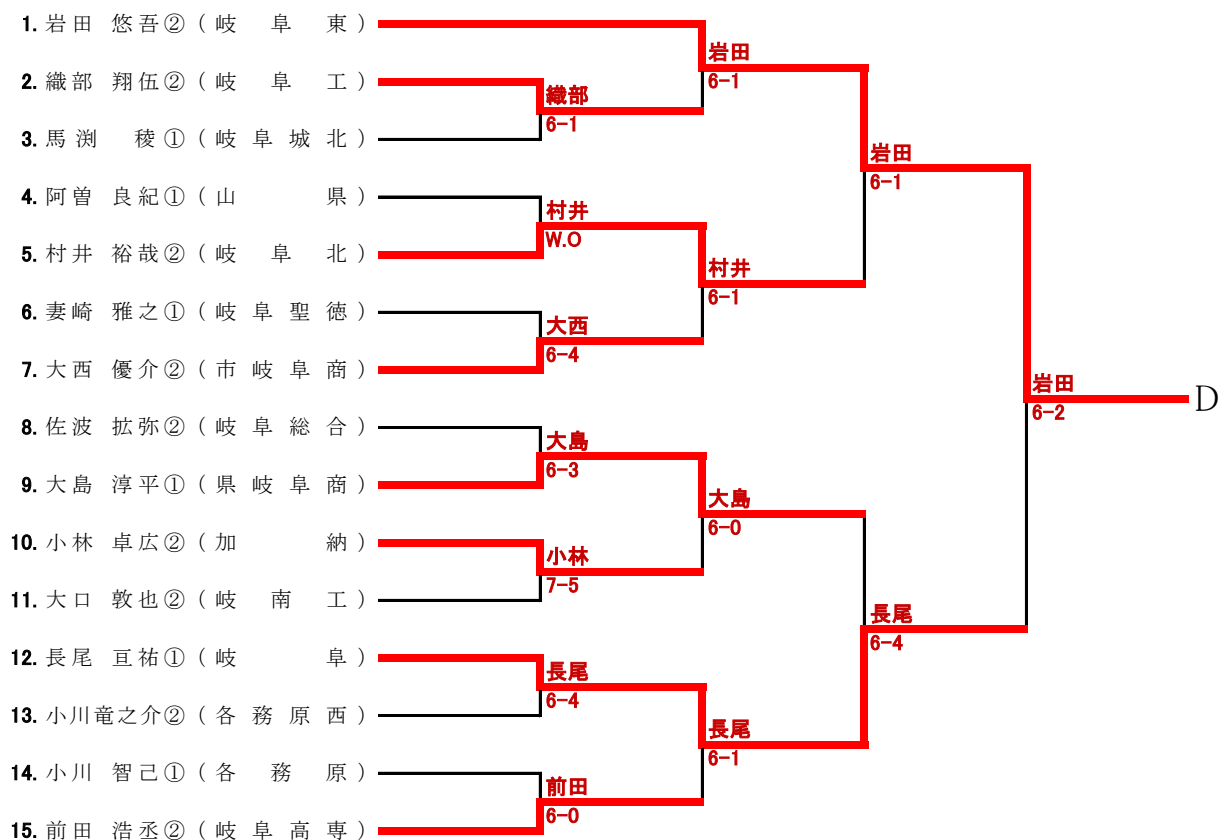 1. 岩田 悠吾②(岐阜東)
岩田
6-1
2. 織部 翔伍②(岐阜工)
織部
6-1
3. 馬渕 稜①(岐阜城北)
岩田
6-1
4. 阿曽 良紀①(山県)
村井
W.O
5. 村井 裕哉②(岐阜北)
村井
6-1
6. 妻崎 雅之①(岐阜聖徳)
大西
6-4
7. 大西 優介②(市岐阜商)
岩田
6-2
D
8. 佐波 拡弥②(岐阜総合)
大島
6-3
9. 大島 淳平①(県岐阜商)
大島
6-0
10. 小林 卓広②(加納)
小林
7-5
11. 大口 敦也②(岐南工)
長尾
6-4
12. 長尾 亘祐①(岐阜)
長尾
6-4
13. 小川竜之介②(各務原西)
長尾
6-1
14. 小川 智己①(各務原)
前田
6-0
15. 前田 浩丞②(岐阜高専)